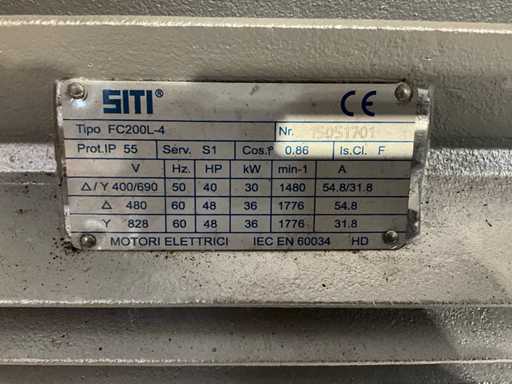 SITI® CE
Tipo FC200L-4 Nr. 15051701
Prot.IP 55 Serv. S1 Cos.f 0.86 Is.Cl. F
V Hz. HP kW min-1 A
△/Y 400/690 50 40 30 1480 54.8/31.8
△ 480 60 48 36 1776 54.8
Y 828 60 48 36 1776 31.8
MOTORI ELETTRICI IEC EN 60034 HD